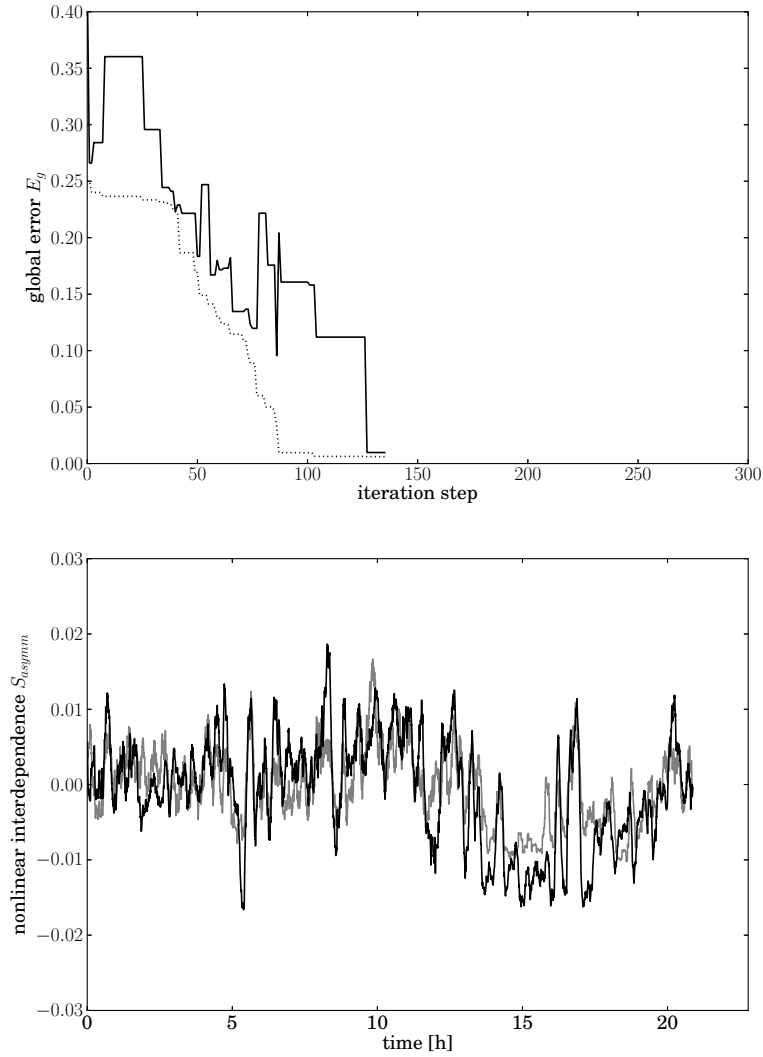 0.40
0.35
0.30
0.25
0.20
0.15
0.10
0.05
0.00
global error E_g
0 50 100 150 200 250 300
iteration step
0.03
0.02
0.01
0.00
−0.01
−0.02
−0.03
nonlinear interdependence S_asymm
0 5 10 15 20
time [h]